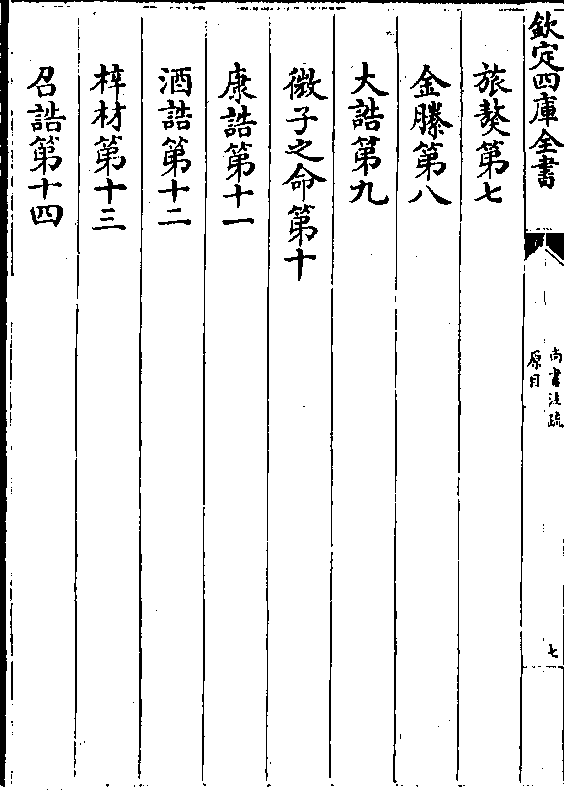 欽定四庫全書
尚書注疏
原目
七
旅獒第七
金縢第八
大誥第九
微子之命第十
康誥第十一
酒誥第十二
梓材第十三
召誥第十四